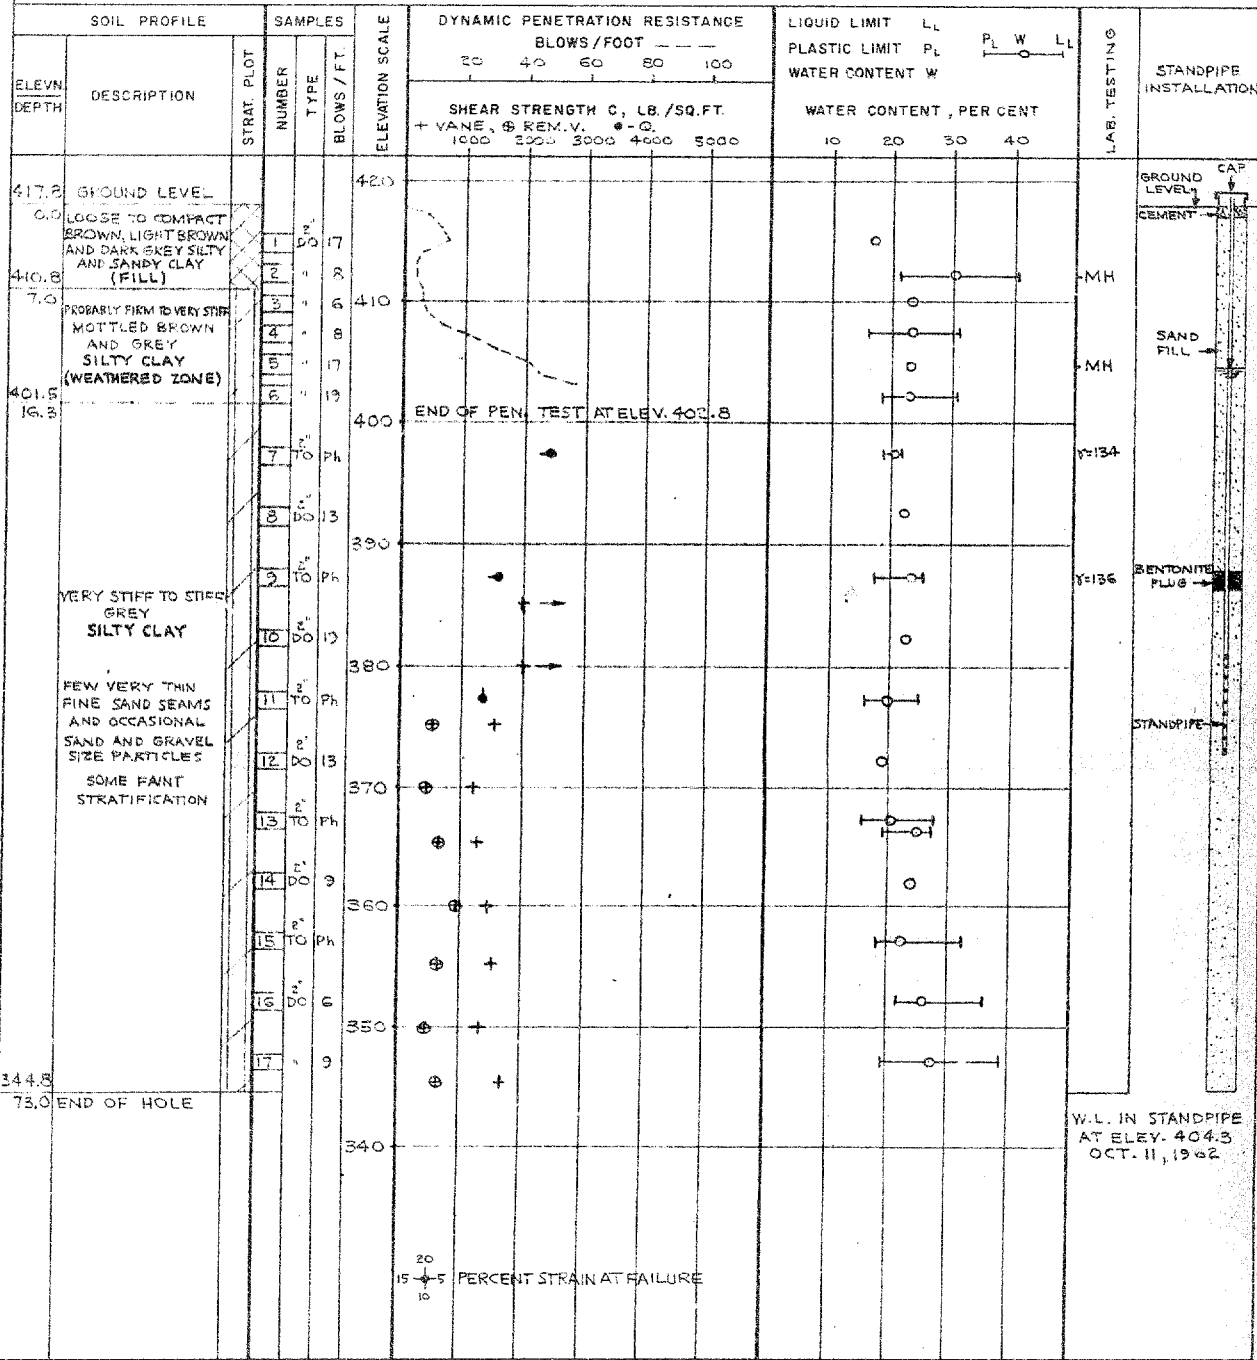 SOIL PROFILE
SAMPLES
ELEVATION SCALE
DYNAMIC PENETRATION RESISTANCE
BLOWS/FOOT
20 40 60 80 100
SHEAR STRENGTH C, LB./SQ.FT.
+ VANE, ⊕ REM.V. ●-Q.
1000 2000 3000 4000 5000
LIQUID LIMIT LL
PLASTIC LIMIT PL
WATER CONTENT W
PL W LL
WATER CONTENT, PER CENT
10 20 30 40
LAB. TESTING
STANDPIPE
INSTALLATION
ELEVN
DEPTH
DESCRIPTION
STRAT. PLOT
NUMBER
TYPE
BLOWS / FT.
417.8 GROUND LEVEL
0.0
LOOSE TO COMPACT
BROWN, LIGHT BROWN
AND DARK GREY SILTY
AND SANDY CLAY
(FILL)
410.8
7.0
PROBABLY FIRM TO VERY STIFF
MOTTLED BROWN
AND GREY
SILTY CLAY
(WEATHERED ZONE)
401.5
16.3
VERY STIFF TO STIFF
GREY
SILTY CLAY
FEW VERY THIN
FINE SAND SEAMS
AND OCCASIONAL
SAND AND GRAVEL
SIZE PARTICLES
SOME FAINT
STRATIFICATION
344.8
73.0 END OF HOLE
1 2" DO 17
2 " 8
3 " 6
4 " 8
5 " 17
6 " 19
7 2" TO Ph
8 2" DO 13
9 2" TO Ph
10 2" DO
11 2" TO Ph
12 2" DO 13
13 2" TO Ph
14 2" DO 9
15 2" TO Ph
16 2" DO 6
17 " 9
420
410
400
390
380
370
360
350
340
END OF PEN. TEST AT ELEV. 402.8
MH
MH
γ=134
γ=136
CAP
GROUND
LEVEL
CEMENT
SAND
FILL
BENTONITE
PLUG
STANDPIPE
W.L. IN STANDPIPE
AT ELEV. 404.3
OCT. 11, 1962
20
15 5 PERCENT STRAIN AT FAILURE
10